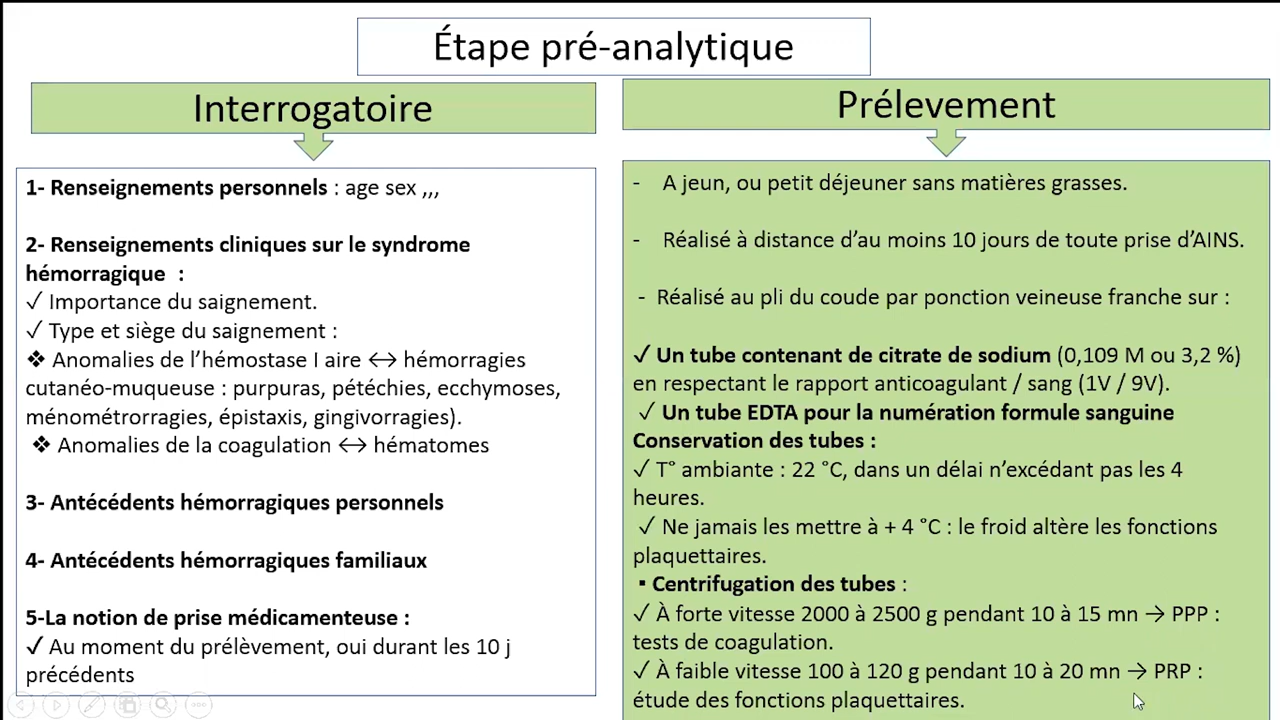 Étape pré-analytique
Interrogatoire
1- Renseignements personnels : age sex ,,,
2- Renseignements cliniques sur le syndrome
hémorragique :
✓ Importance du saignement.
✓ Type et siège du saignement :
❖ Anomalies de l’hémostase I aire ↔ hémorragies
cutanéo-muqueuse : purpuras, pétéchies, ecchymoses,
ménométrorragies, épistaxis, gingivorragies).
❖ Anomalies de la coagulation ↔ hématomes
3- Antécédents hémorragiques personnels
4- Antécédents hémorragiques familiaux
5-La notion de prise médicamenteuse :
✓ Au moment du prélèvement, oui durant les 10 j
précédents
Prélevement
- A jeun, ou petit déjeuner sans matières grasses.
- Réalisé à distance d’au moins 10 jours de toute prise d’AINS.
- Réalisé au pli du coude par ponction veineuse franche sur :
✓ Un tube contenant de citrate de sodium (0,109 M ou 3,2 %)
en respectant le rapport anticoagulant / sang (1V / 9V).
✓ Un tube EDTA pour la numération formule sanguine
Conservation des tubes :
✓ T° ambiante : 22 °C, dans un délai n’excédant pas les 4
heures.
✓ Ne jamais les mettre à + 4 °C : le froid altère les fonctions
plaquettaires.
▪ Centrifugation des tubes :
✓ À forte vitesse 2000 à 2500 g pendant 10 à 15 mn → PPP :
tests de coagulation.
✓ À faible vitesse 100 à 120 g pendant 10 à 20 mn → PRP :
étude des fonctions plaquettaires.